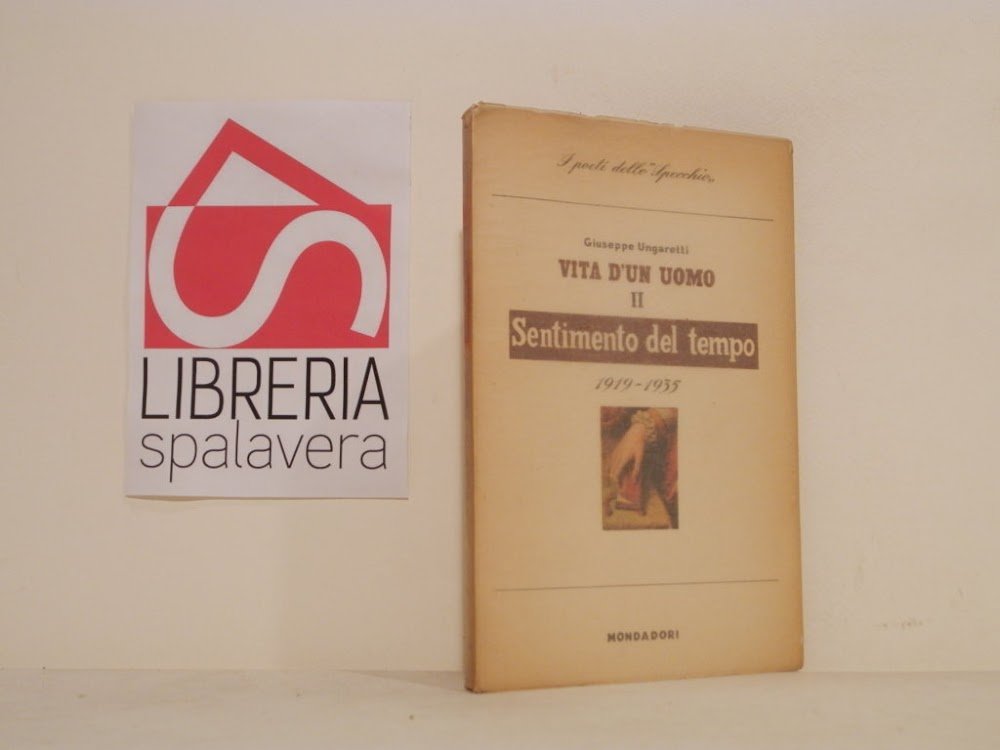 LIBRERIA
spalavera
I poeti dello "Specchio„
Giuseppe Ungaretti
VITA D'UN UOMO
II
Sentimento del tempo
1919-1935
MONDADORI